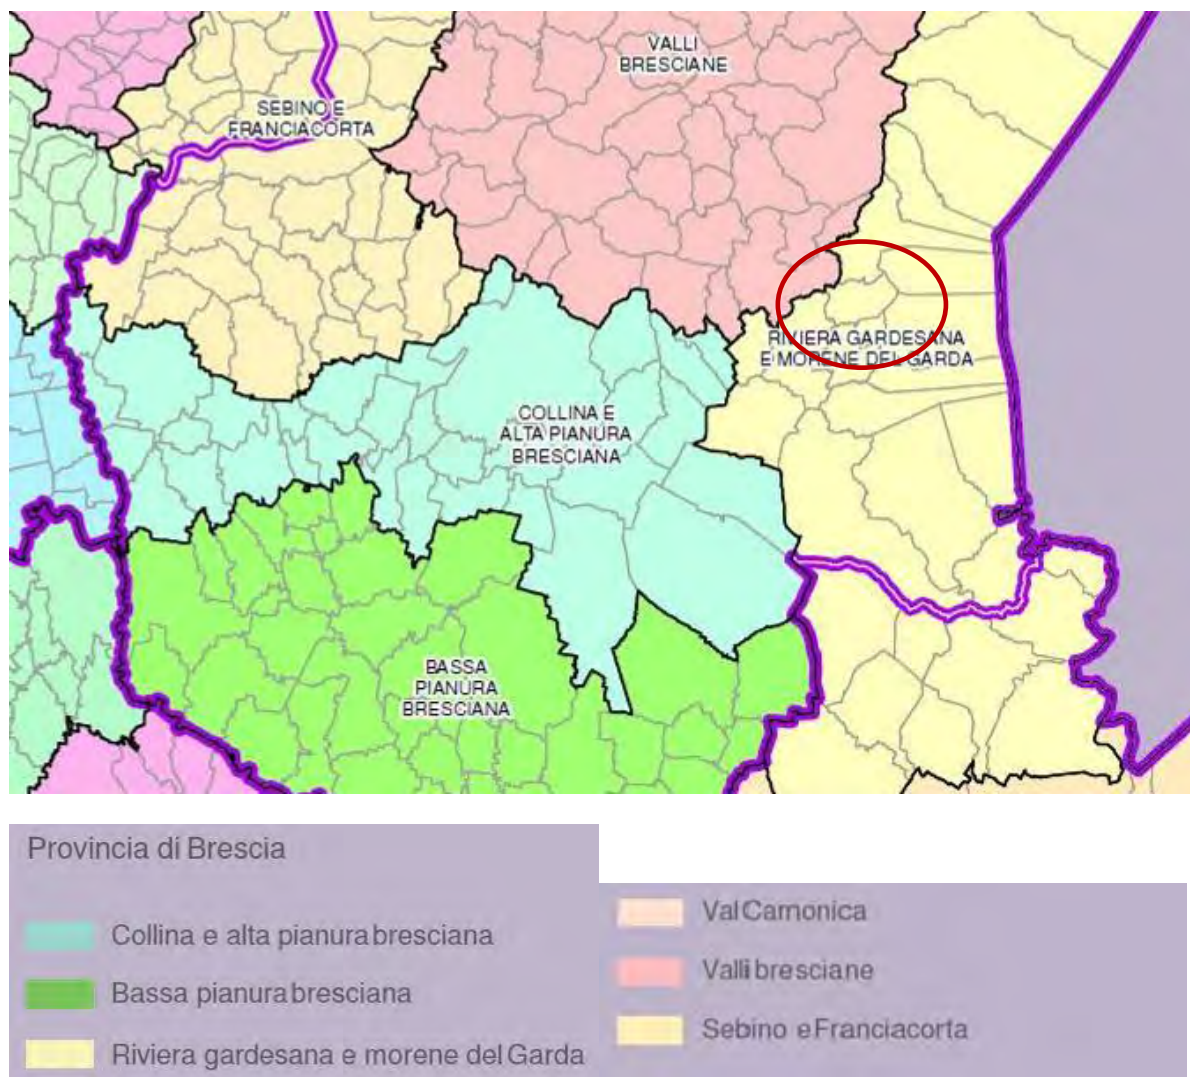 VALLI
BRESCIANE
SEBINO E
FRANCIACORTA
RIVIERA GARDESANA
E MORENE DEL GARDA
COLLINA E
ALTA PIANURA
BRESCIANA
BASSA
PIANURA
BRESCIANA
Provincia di Brescia
Collina e alta pianura bresciana
Bassa pianura bresciana
Riviera gardesana e morene del Garda
Val Camonica
Valli bresciane
Sebino e Franciacorta